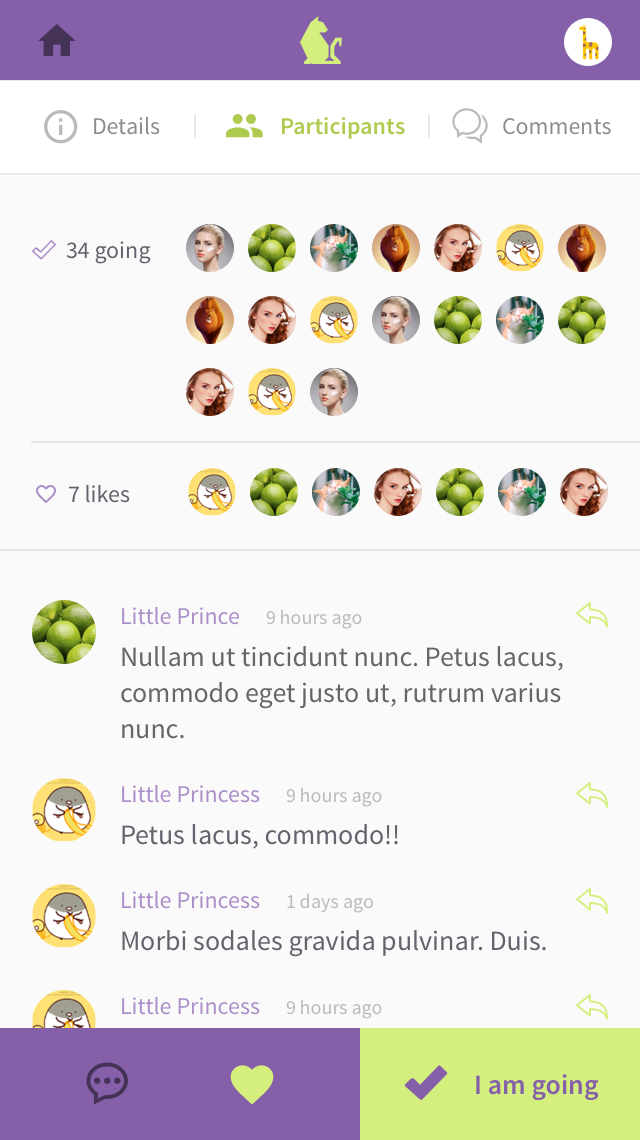 Details
Participants
Comments
34 going
7 likes
Little Prince 9 hours ago
Nullam ut tincidunt nunc. Petus lacus,
commodo eget justo ut, rutrum varius
nunc.
Little Princess 9 hours ago
Petus lacus, commodo!!
Little Princess 1 days ago
Morbi sodales gravida pulvinar. Duis.
Little Princess 9 hours ago
I am going